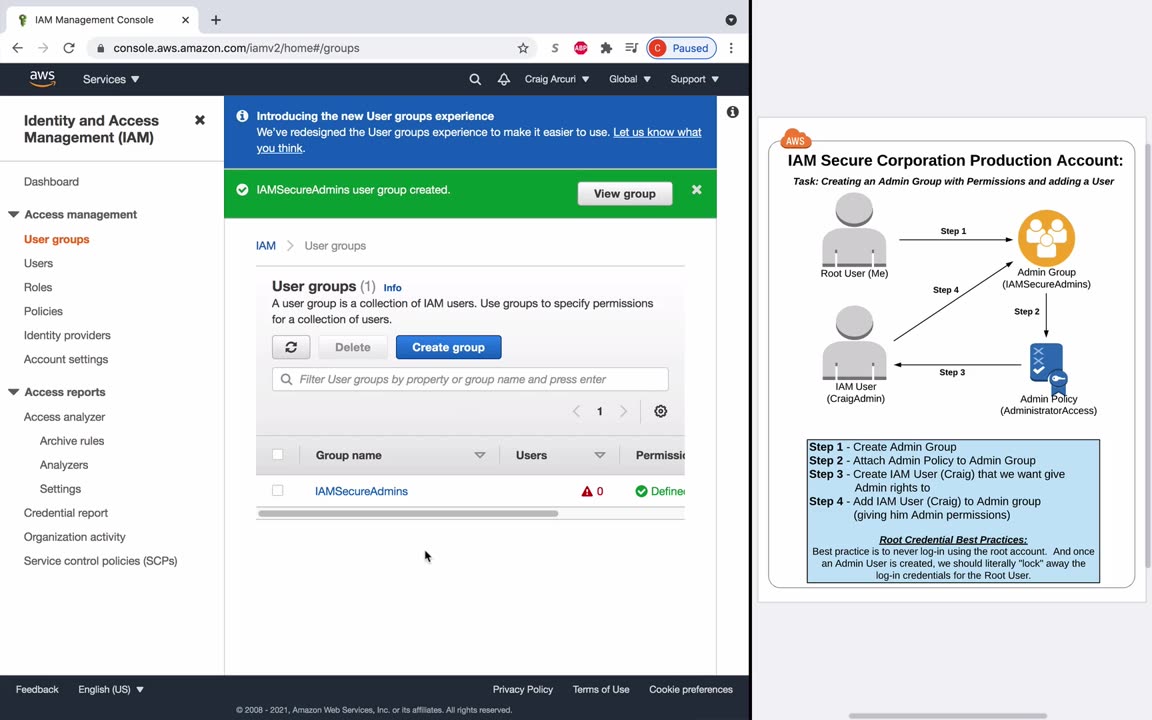 IAM Management Console
console.aws.amazon.com/iamv2/home#/groups
S
ABP
C
Paused
aws
Services
Craig Arcuri
Global
Support
Identity and Access
Management (IAM)
Dashboard
Access management
User groups
Users
Roles
Policies
Identity providers
Account settings
Access reports
Access analyzer
Archive rules
Analyzers
Settings
Credential report
Organization activity
Service control policies (SCPs)
Introducing the new User groups experience
We've redesigned the User groups experience to make it easier to use. Let us know what
you think.
IAMSecureAdmins user group created.
View group
IAM
User groups
User groups (1) Info
A user group is a collection of IAM users. Use groups to specify permissions
for a collection of users.
Delete
Create group
Filter User groups by property or group name and press enter
1
Group name
Users
Permissi
IAMSecureAdmins
0
Define
Feedback
English (US)
Privacy Policy
Terms of Use
Cookie preferences
© 2008 - 2021, Amazon Web Services, Inc. or its affiliates. All rights reserved.
AWS
IAM Secure Corporation Production Account:
Task: Creating an Admin Group with Permissions and adding a User
Step 1
Root User (Me)
Admin Group
(IAMSecureAdmins)
Step 4
Step 2
Step 3
IAM User
(CraigAdmin)
Admin Policy
(AdministratorAccess)
Step 1 - Create Admin Group
Step 2 - Attach Admin Policy to Admin Group
Step 3 - Create IAM User (Craig) that we want give
Admin rights to
Step 4 - Add IAM User (Craig) to Admin group
(giving him Admin permissions)
Root Credential Best Practices:
Best practice is to never log-in using the root account. And once
an Admin User is created, we should literally "lock" away the
log-in credentials for the Root User.